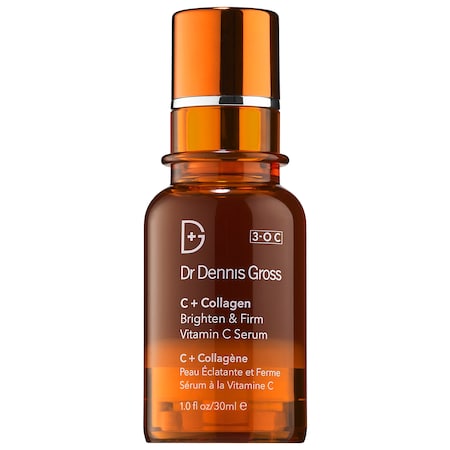 3-O C
Dr Dennis Gross
C + Collagen
Brighten & Firm
Vitamin C Serum
C + Collagène
Peau Éclatante et Ferme
Sérum à la Vitamine C
1.0 fl oz/30ml ℮